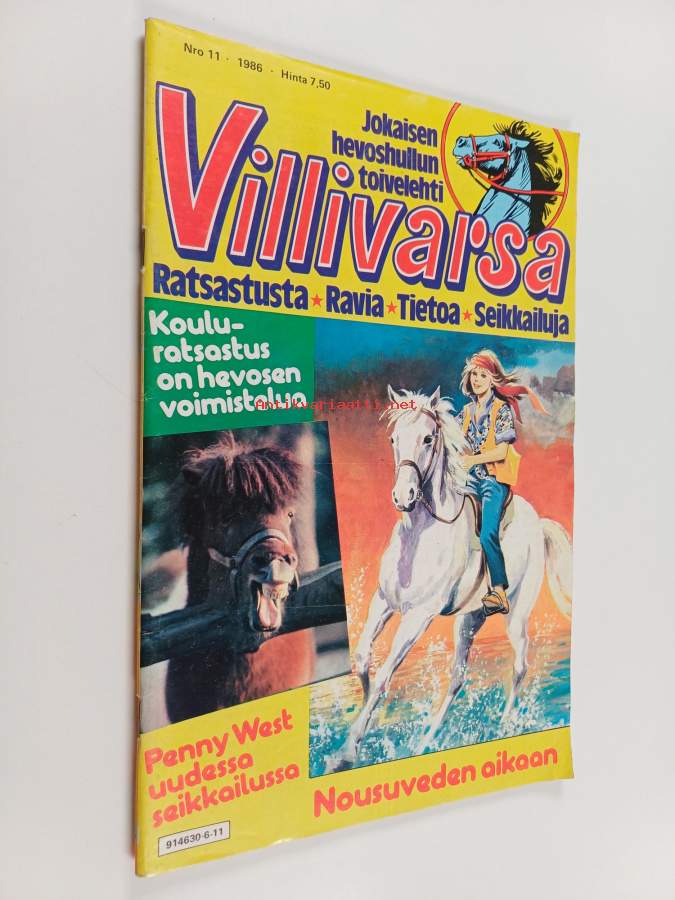 Nro 11 · 1986 · Hinta 7,50
Jokaisen
hevoshullun
toivelehti
Villivarsa
Ratsastusta ★ Ravia ★ Tietoa ★ Seikkailuja
Koulu-
ratsastus
on hevosen
voimistelua
Antikvariaatti.net
Penny West
uudessa
seikkailussa
Nousuveden aikaan
914630-6-11